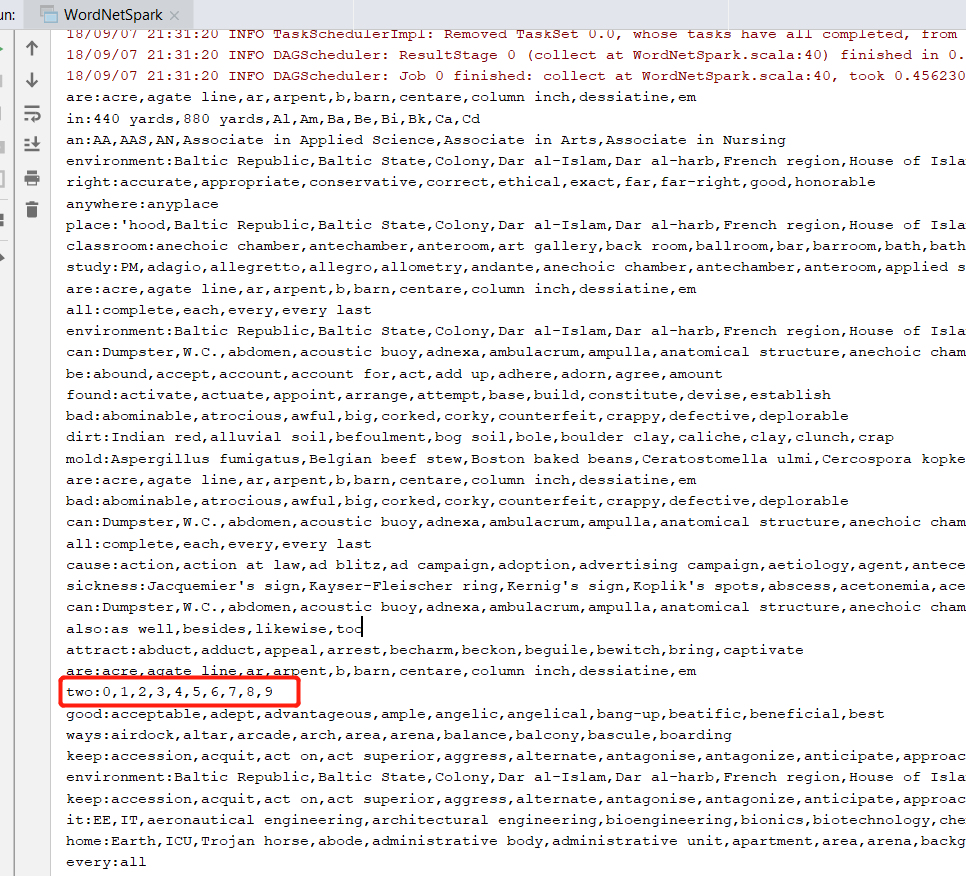 un:
WordNetSpark
18/09/07 21:31:20 INFO TaskSchedulerImpl: Removed TaskSet 0.0, whose tasks have all completed, from
18/09/07 21:31:20 INFO DAGScheduler: ResultStage 0 (collect at WordNetSpark.scala:40) finished in 0.
18/09/07 21:31:20 INFO DAGScheduler: Job 0 finished: collect at WordNetSpark.scala:40, took 0.456230
are:acre,agate line,ar,arpent,b,barn,centare,column inch,dessiatine,em
in:440 yards,880 yards,Al,Am,Ba,Be,Bi,Bk,Ca,Cd
an:AA,AAS,AN,Associate in Applied Science,Associate in Arts,Associate in Nursing
environment:Baltic Republic,Baltic State,Colony,Dar al-Islam,Dar al-harb,French region,House of Isla
right:accurate,appropriate,conservative,correct,ethical,exact,far,far-right,good,honorable
anywhere:anyplace
place:'hood,Baltic Republic,Baltic State,Colony,Dar al-Islam,Dar al-harb,French region,House of Isla
classroom:anechoic chamber,antechamber,anteroom,art gallery,back room,ballroom,bar,barroom,bath,bath
study:PM,adagio,allegretto,allegro,allometry,andante,anechoic chamber,antechamber,anteroom,applied s
are:acre,agate line,ar,arpent,b,barn,centare,column inch,dessiatine,em
all:complete,each,every,every last
environment:Baltic Republic,Baltic State,Colony,Dar al-Islam,Dar al-harb,French region,House of Isla
can:Dumpster,W.C.,abdomen,acoustic buoy,adnexa,ambulacrum,ampulla,anatomical structure,anechoic cham
be:abound,accept,account,account for,act,add up,adhere,adorn,agree,amount
found:activate,actuate,appoint,arrange,attempt,base,build,constitute,devise,establish
bad:abominable,atrocious,awful,big,corked,corky,counterfeit,crappy,defective,deplorable
dirt:Indian red,alluvial soil,befoulment,bog soil,bole,boulder clay,caliche,clay,clunch,crap
mold:Aspergillus fumigatus,Belgian beef stew,Boston baked beans,Ceratostomella ulmi,Cercospora kopke
are:acre,agate line,ar,arpent,b,barn,centare,column inch,dessiatine,em
bad:abominable,atrocious,awful,big,corked,corky,counterfeit,crappy,defective,deplorable
can:Dumpster,W.C.,abdomen,acoustic buoy,adnexa,ambulacrum,ampulla,anatomical structure,anechoic cham
all:complete,each,every,every last
cause:action,action at law,ad blitz,ad campaign,adoption,advertising campaign,aetiology,agent,antece
sickness:Jacquemier's sign,Kayser-Fleischer ring,Kernig's sign,Koplik's spots,abscess,acetonemia,ace
can:Dumpster,W.C.,abdomen,acoustic buoy,adnexa,ambulacrum,ampulla,anatomical structure,anechoic cham
also:as well,besides,likewise,too
attract:abduct,adduct,appeal,arrest,becharm,beckon,beguile,bewitch,bring,captivate
are:acre,agate line,ar,arpent,b,barn,centare,column inch,dessiatine,em
two:0,1,2,3,4,5,6,7,8,9
good:acceptable,adept,advantageous,ample,angelic,angelical,bang-up,beatific,beneficial,best
ways:airdock,altar,arcade,arch,area,arena,balance,balcony,bascule,boarding
keep:accession,acquit,act on,act superior,aggress,alternate,antagonise,antagonize,anticipate,approac
environment:Baltic Republic,Baltic State,Colony,Dar al-Islam,Dar al-harb,French region,House of Isla
keep:accession,acquit,act on,act superior,aggress,alternate,antagonise,antagonize,anticipate,approac
it:EE,IT,aeronautical engineering,architectural engineering,bioengineering,bionics,biotechnology,che
home:Earth,ICU,Trojan horse,abode,administrative body,administrative unit,apartment,area,arena,backg
every:all